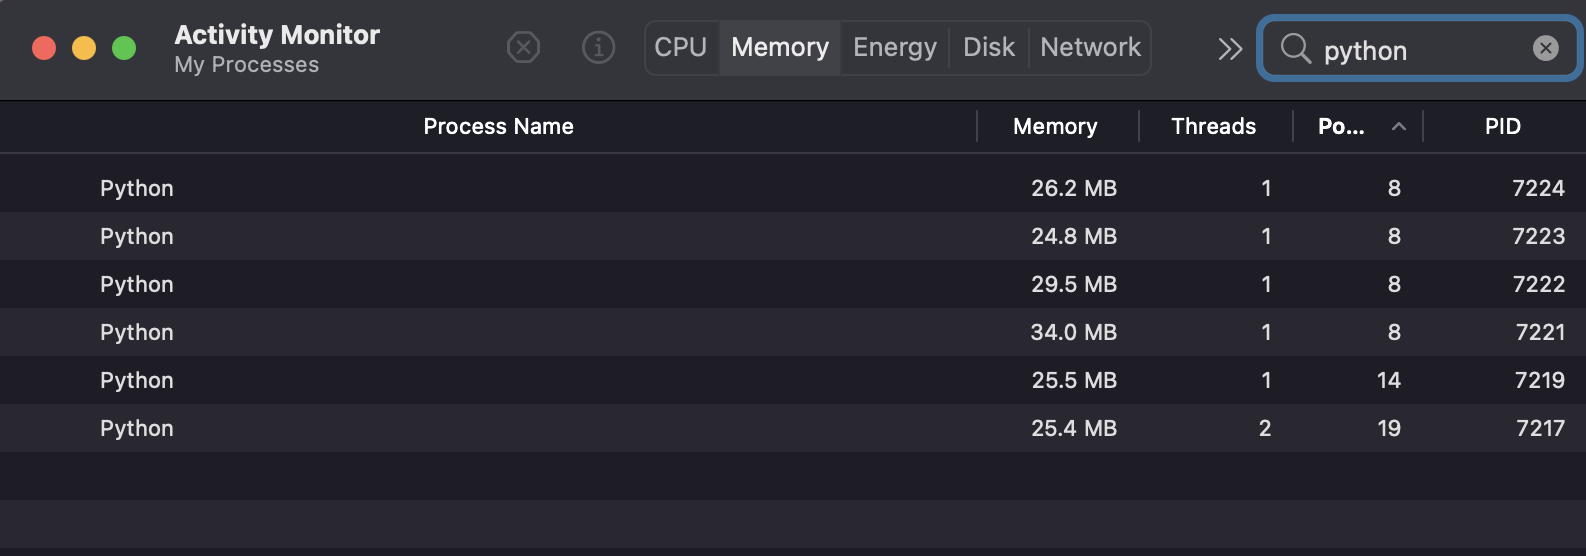 Activity Monitor
My Processes
CPU Memory Energy Disk Network
python
Process Name Memory Threads Po... PID
Python 26.2 MB 1 8 7224
Python 24.8 MB 1 8 7223
Python 29.5 MB 1 8 7222
Python 34.0 MB 1 8 7221
Python 25.5 MB 1 14 7219
Python 25.4 MB 2 19 7217